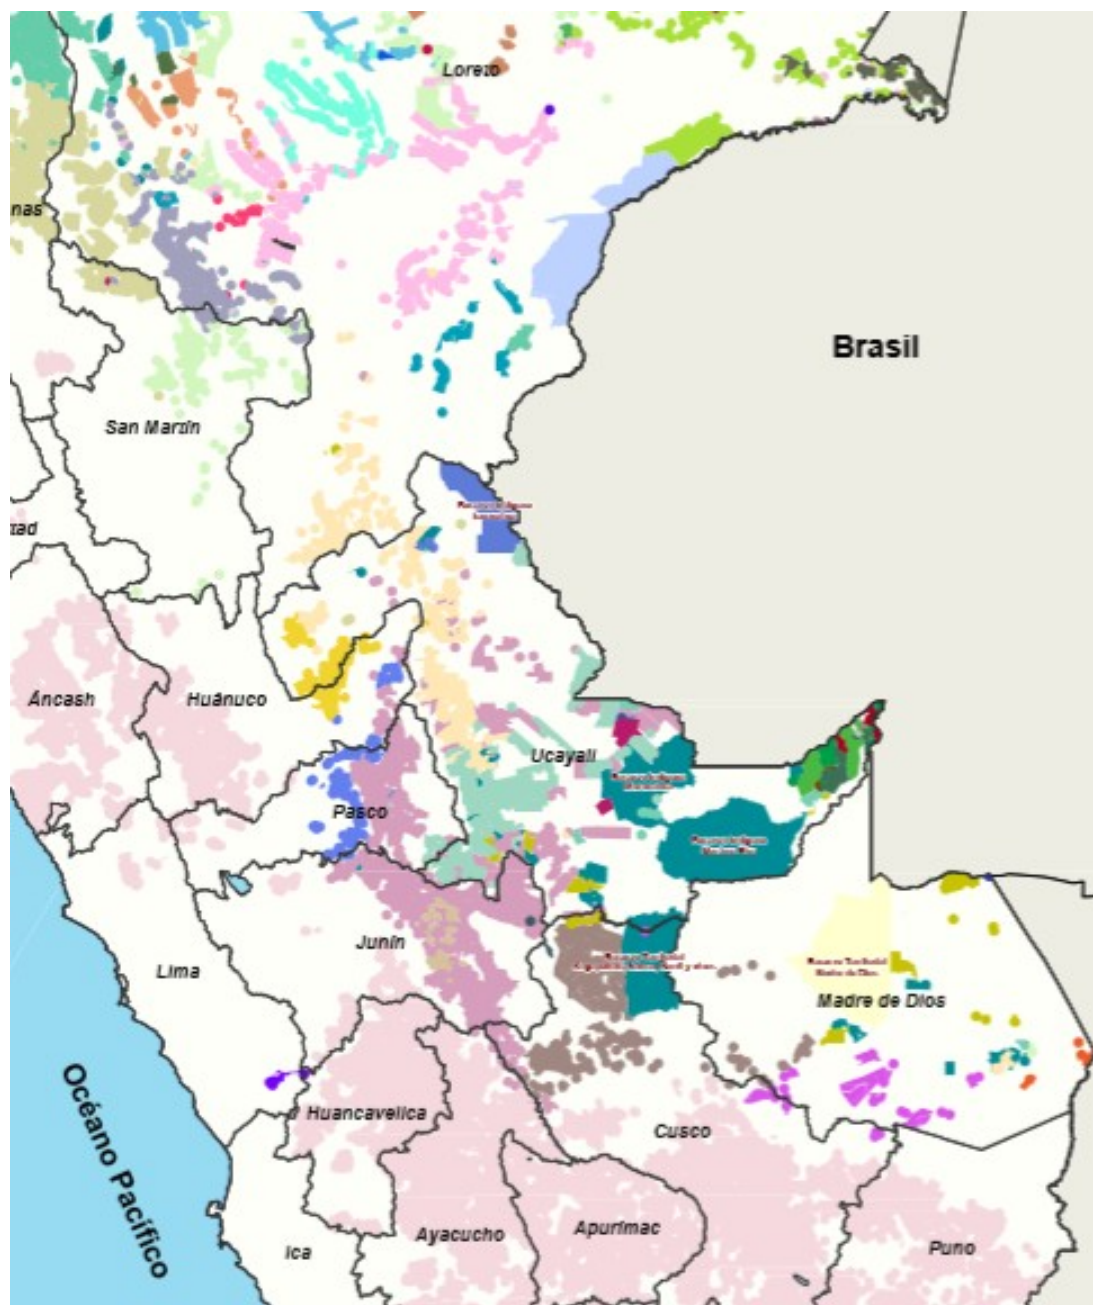 Loreto
nas
Brasil
San Martín
tad
Áncash
Huánuco
Ucayali
Pasco
Junín
Lima
Madre de Dios
Océano Pacífico
Huancavelica
Cusco
Ayacucho
Apurímac
Ica
Puno